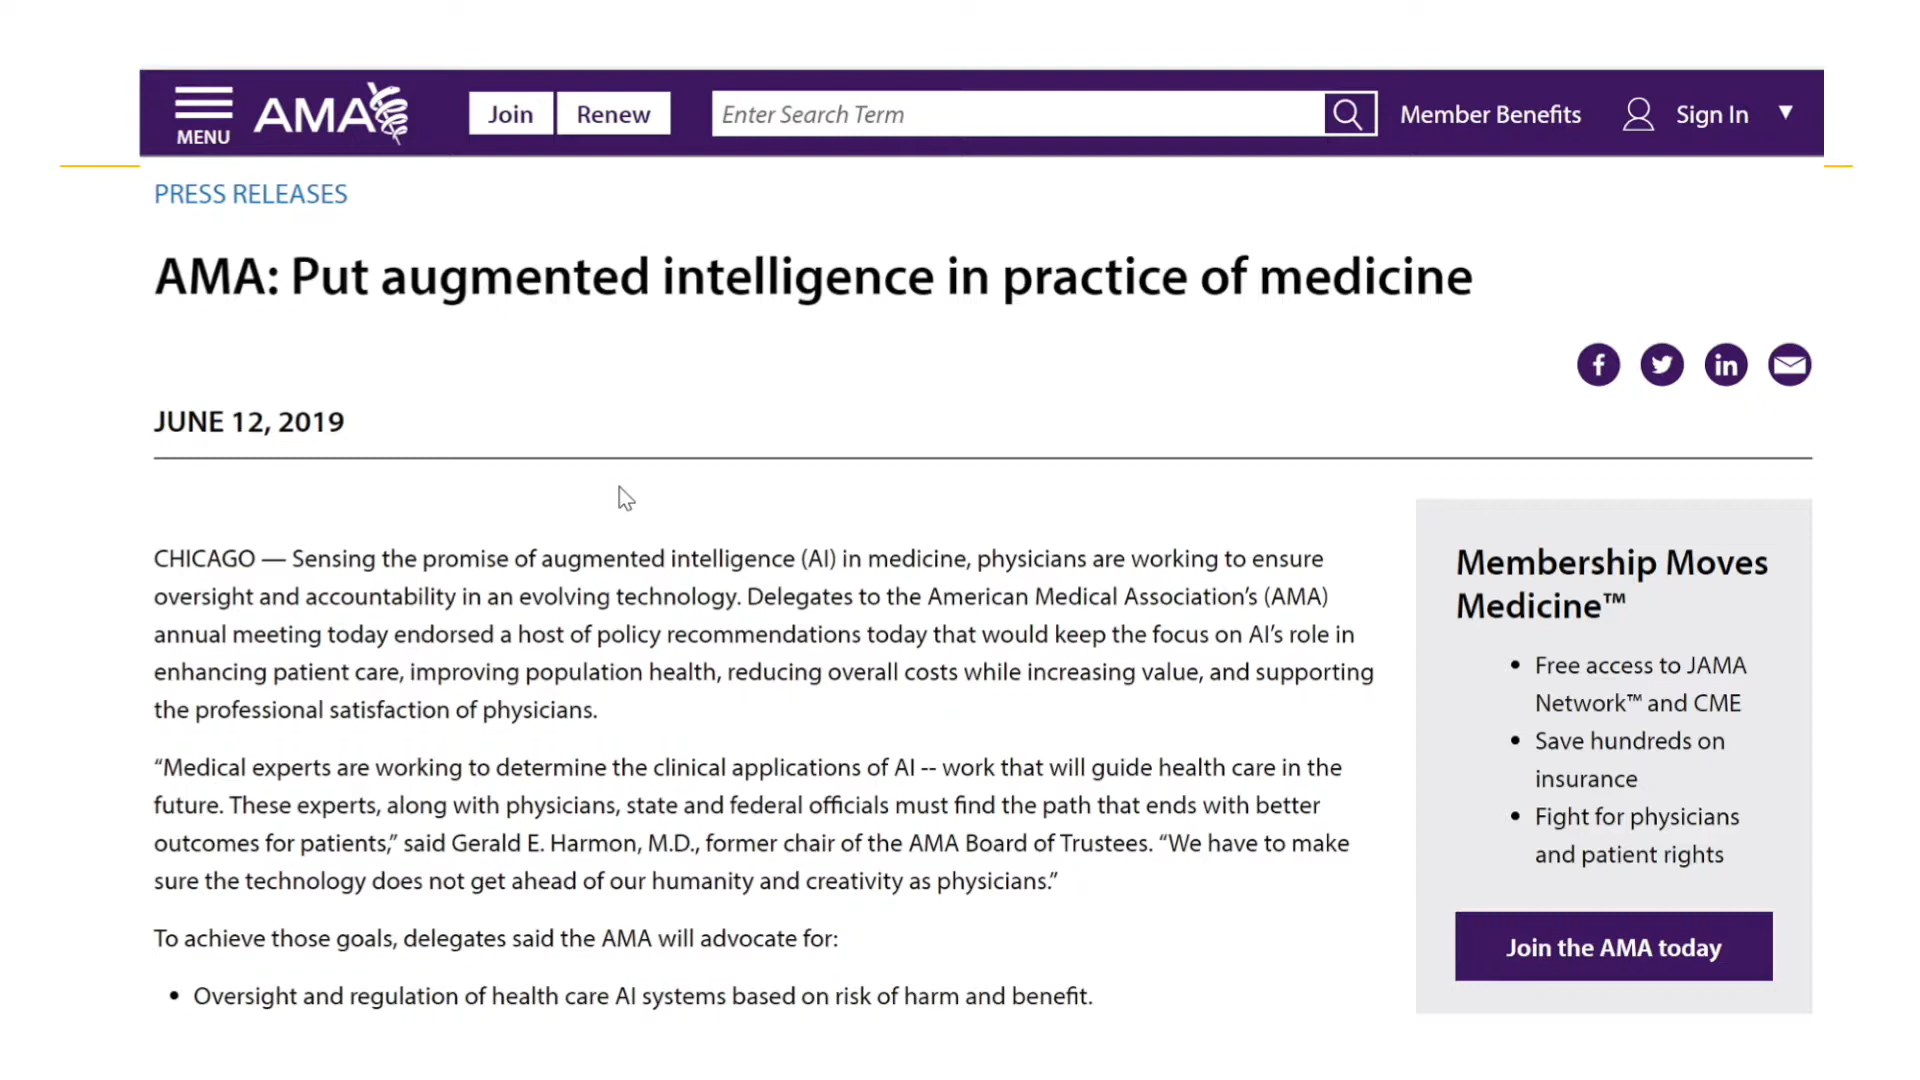 MENU
AMA
Join
Renew
Enter Search Term
Member Benefits
Sign In
PRESS RELEASES
AMA: Put augmented intelligence in practice of medicine
JUNE 12, 2019
CHICAGO — Sensing the promise of augmented intelligence (AI) in medicine, physicians are working to ensure
oversight and accountability in an evolving technology. Delegates to the American Medical Association’s (AMA)
annual meeting today endorsed a host of policy recommendations today that would keep the focus on AI’s role in
enhancing patient care, improving population health, reducing overall costs while increasing value, and supporting
the professional satisfaction of physicians.
“Medical experts are working to determine the clinical applications of AI -- work that will guide health care in the
future. These experts, along with physicians, state and federal officials must find the path that ends with better
outcomes for patients,” said Gerald E. Harmon, M.D., former chair of the AMA Board of Trustees. “We have to make
sure the technology does not get ahead of our humanity and creativity as physicians.”
To achieve those goals, delegates said the AMA will advocate for:
• Oversight and regulation of health care AI systems based on risk of harm and benefit.
Membership Moves
Medicine™
• Free access to JAMA
Network™ and CME
• Save hundreds on
insurance
• Fight for physicians
and patient rights
Join the AMA today